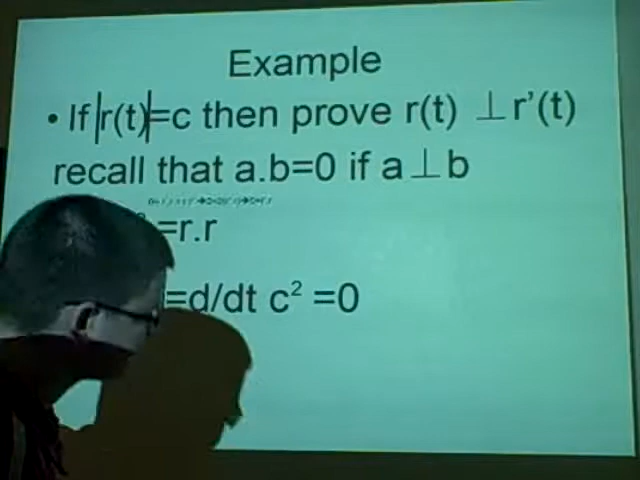 Example
• If |r(t)|=c then prove r(t) ⊥ r'(t)
recall that a.b=0 if a⊥b
=r.r
=d/dt c² =0